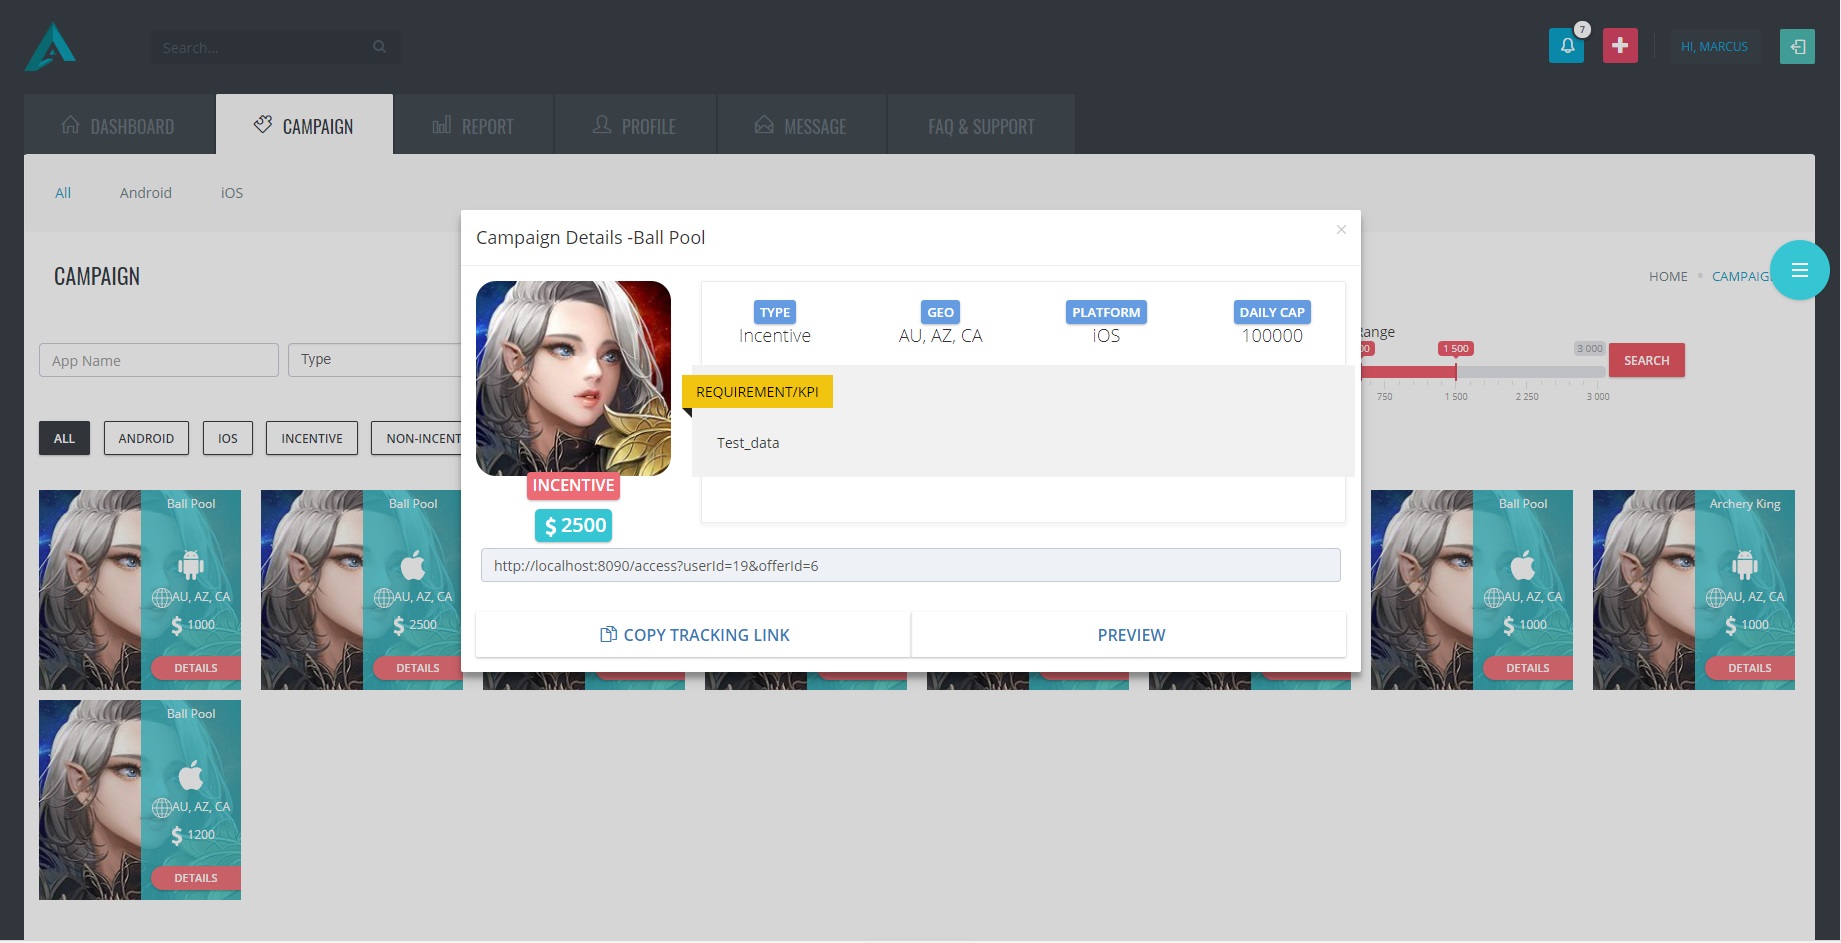 Search...
7
HI, MARCUS
DASHBOARD
CAMPAIGN
REPORT
PROFILE
MESSAGE
FAQ & SUPPORT
All
Android
iOS
Campaign Details -Ball Pool
×
CAMPAIGN
HOME
CAMPAIG
TYPE
GEO
PLATFORM
DAILY CAP
Incentive
AU, AZ, CA
iOS
100000
Range
App Name
Type
1 500
3 000
SEARCH
750
1 500
2 250
3 000
REQUIREMENT/KPI
Test_data
ALL
ANDROID
IOS
INCENTIVE
NON-INCENT
INCENTIVE
$ 2500
http://localhost:8090/access?userId=19&offerId=6
COPY TRACKING LINK
PREVIEW
Ball Pool
AU, AZ, CA
$ 1000
DETAILS
Ball Pool
AU, AZ, CA
$ 2500
DETAILS
Ball Pool
AU, AZ, CA
$ 1000
DETAILS
Archery King
AU, AZ, CA
$ 1000
DETAILS
Ball Pool
AU, AZ, CA
$ 1200
DETAILS